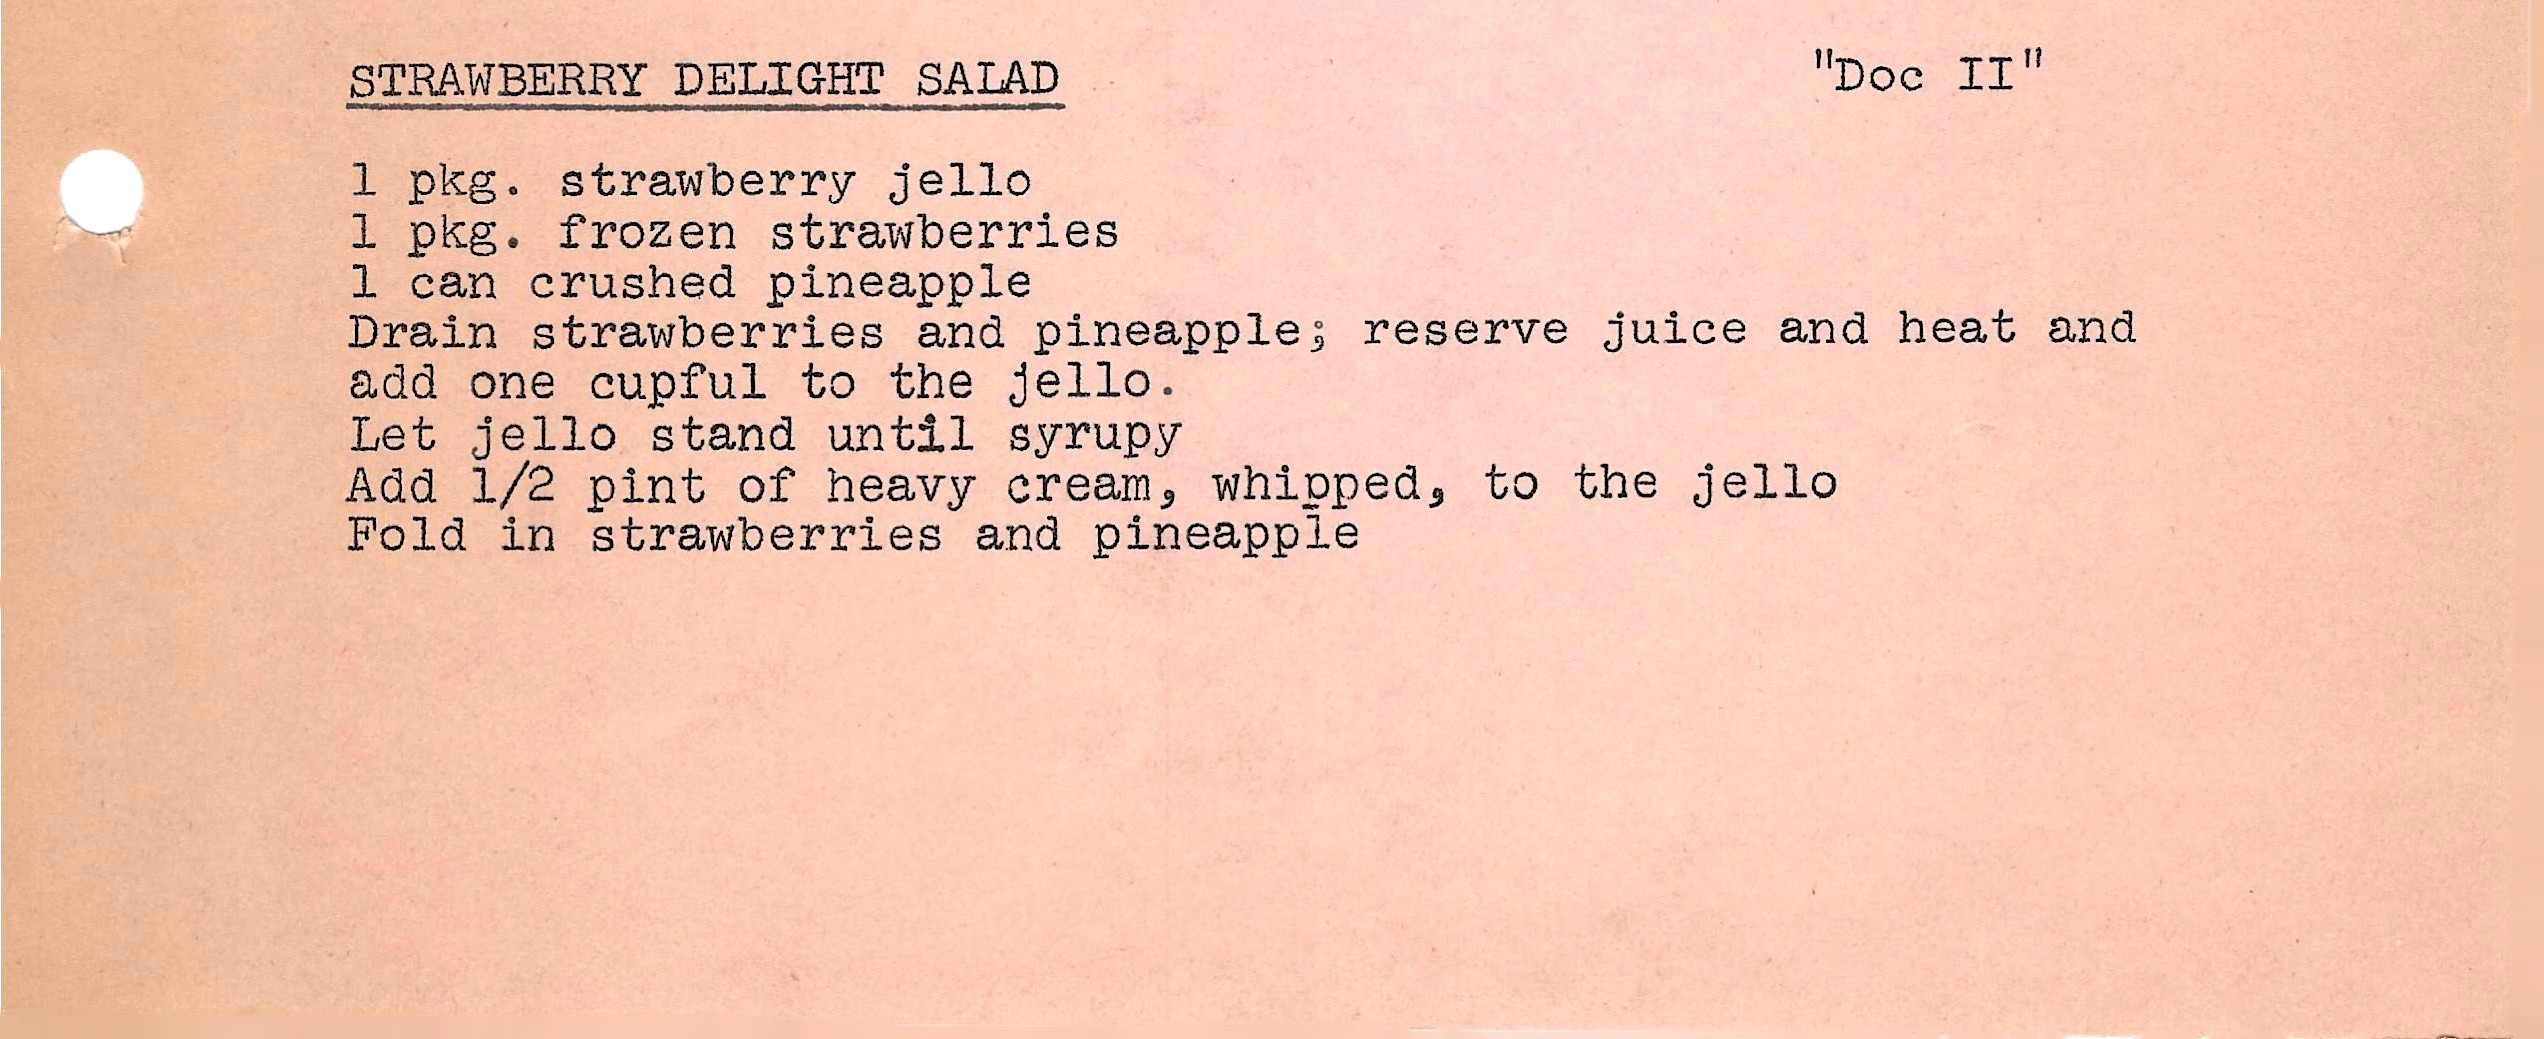 STRAWBERRY DELIGHT SALAD "Doc II"
1 pkg. strawberry jello
1 pkg. frozen strawberries
1 can crushed pineapple
Drain strawberries and pineapple; reserve juice and heat and
add one cupful to the jello.
Let jello stand until syrupy
Add 1/2 pint of heavy cream, whipped, to the jello
Fold in strawberries and pineapple